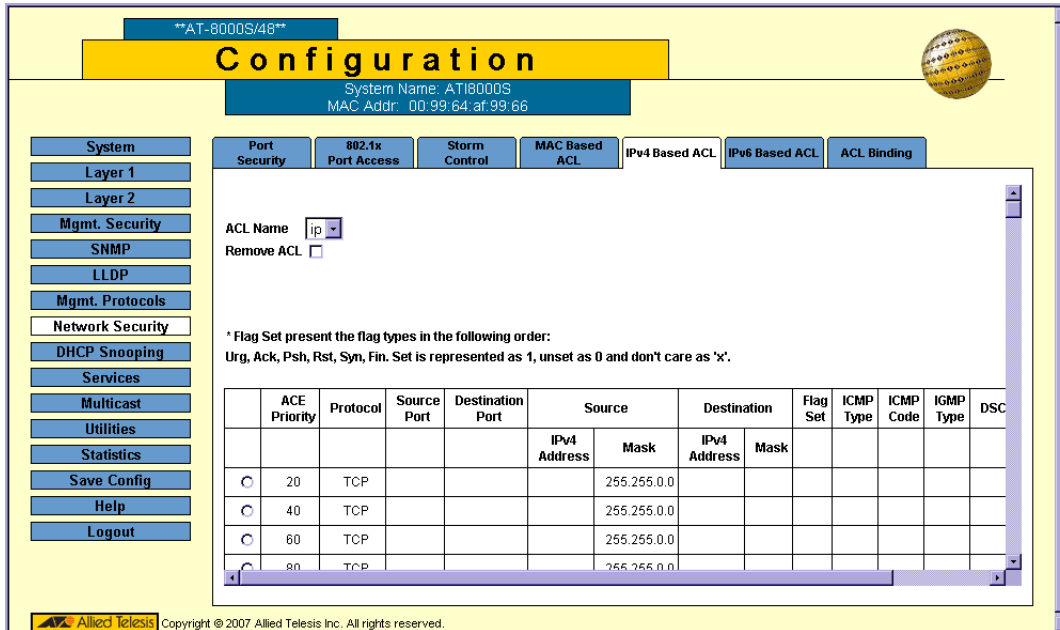 **AT-8000S/48**
Configuration
System Name: ATI8000S
MAC Addr: 00:99:64:af:99:66
System
Layer 1
Layer 2
Mgmt. Security
SNMP
LLDP
Mgmt. Protocols
Network Security
DHCP Snooping
Services
Multicast
Utilities
Statistics
Save Config
Help
Logout
Port Security
802.1x Port Access
Storm Control
MAC Based ACL
IPv4 Based ACL
IPv6 Based ACL
ACL Binding
ACL Name ip
Remove ACL
* Flag Set present the flag types in the following order:
Urg, Ack, Psh, Rst, Syn, Fin. Set is represented as 1, unset as 0 and don't care as 'x'.
ACE Priority Protocol Source Port Destination Port Source Destination Flag Set ICMP Type ICMP Code IGMP Type DSC
IPv4 Address Mask IPv4 Address Mask
20 TCP 255.255.0.0
40 TCP 255.255.0.0
60 TCP 255.255.0.0
80 TCP 255.255.0.0
Allied Telesis Copyright © 2007 Allied Telesis Inc. All rights reserved.